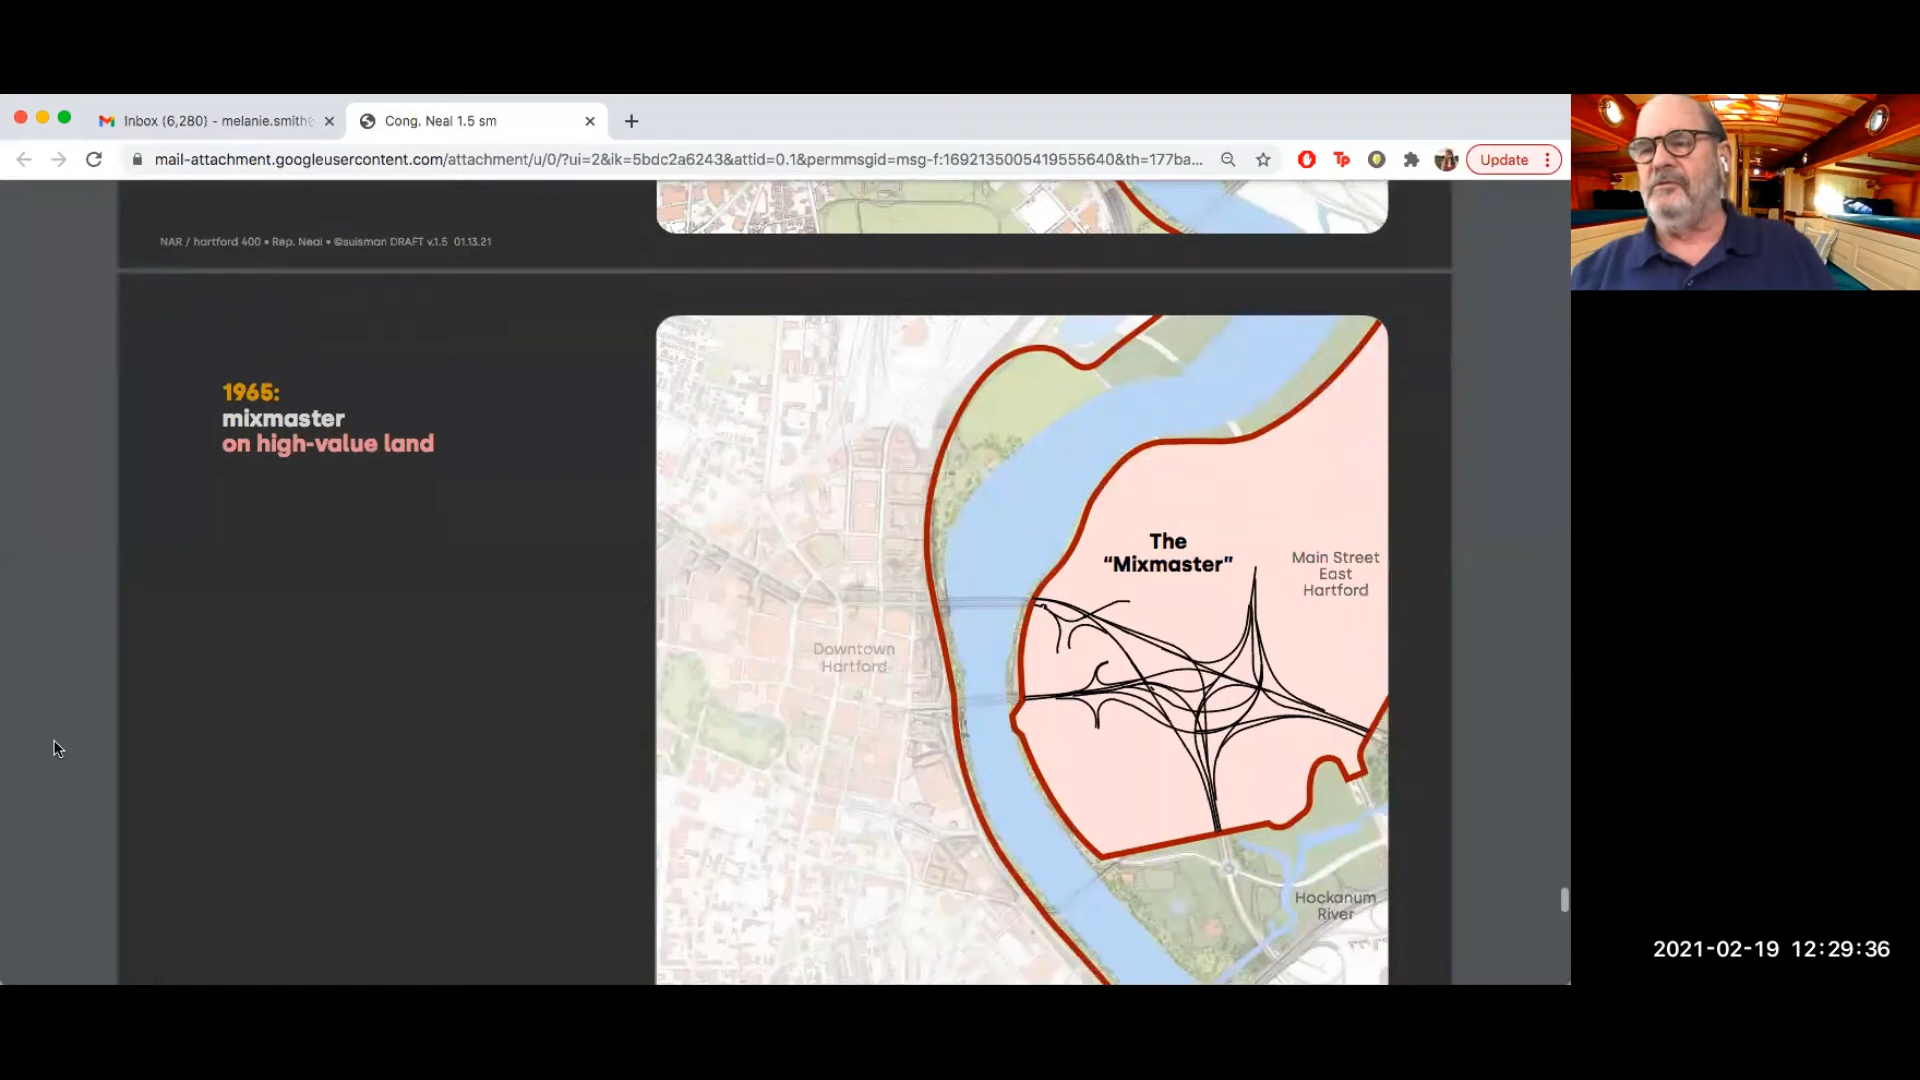 Inbox (6,280) - melanie.smith@
Cong. Neal 1.5 sm
mail-attachment.googleusercontent.com/attachment/u/0/?ui=2&ik=5bdc2a6243&attid=0.1&permmsgid=msg-f:1692135005419555640&th=177ba...
Tp
Update
NAR / hartford 400 • Rep. Neal • ©suisman DRAFT v.1.5 01.13.21
1965:
mixmaster
on high-value land
The
“Mixmaster”
Main Street
East
Hartford
Downtown
Hartford
Hockanum
River
2021-02-19 12:29:36